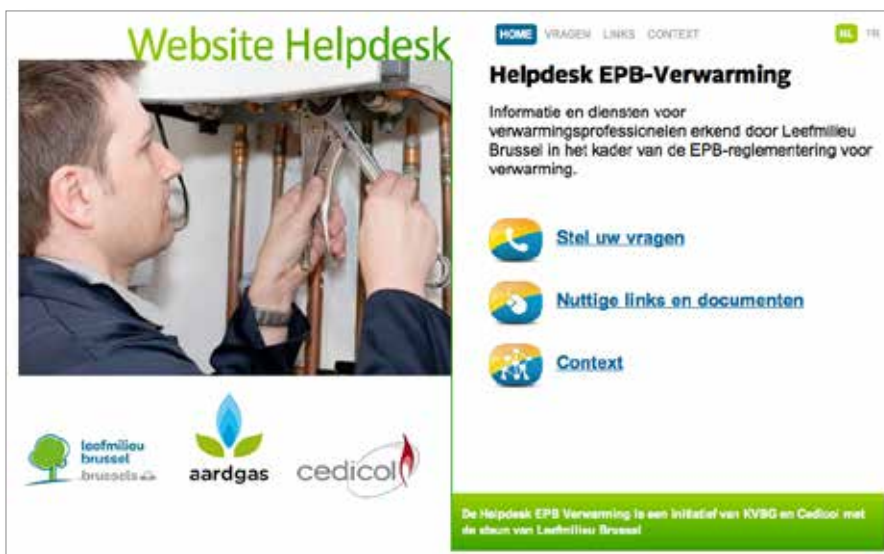 Website Helpdesk
HOME VRAGEN LINKS CONTEXT
NL FR
Helpdesk EPB-Verwarming
Informatie en diensten voor
verwarmingsprofessionelen erkend door Leefmilieu
Brussel in het kader van de EPB-reglementering voor
verwarming.
Stel uw vragen
Nuttige links en documenten
Context
leefmilieu
brussel
.brussels
aardgas
cedicol
De Helpdesk EPB Verwarming is een initiatief van KVBG en Cedicol met
de steun van Leefmilieu Brussel